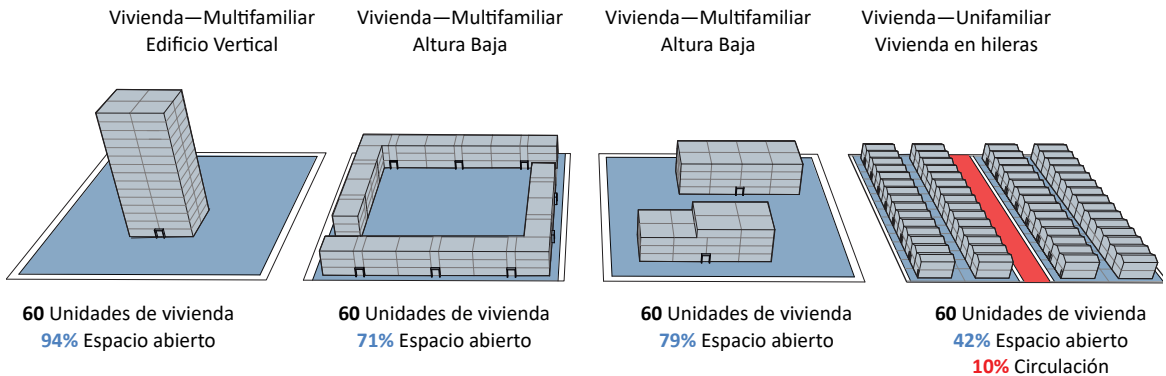 Vivienda—Multifamiliar
Edificio Vertical
Vivienda—Multifamiliar
Altura Baja
Vivienda—Multifamiliar
Altura Baja
Vivienda—Unifamiliar
Vivienda en hileras
60 Unidades de vivienda
94% Espacio abierto
60 Unidades de vivienda
71% Espacio abierto
60 Unidades de vivienda
79% Espacio abierto
60 Unidades de vivienda
42% Espacio abierto
10% Circulación